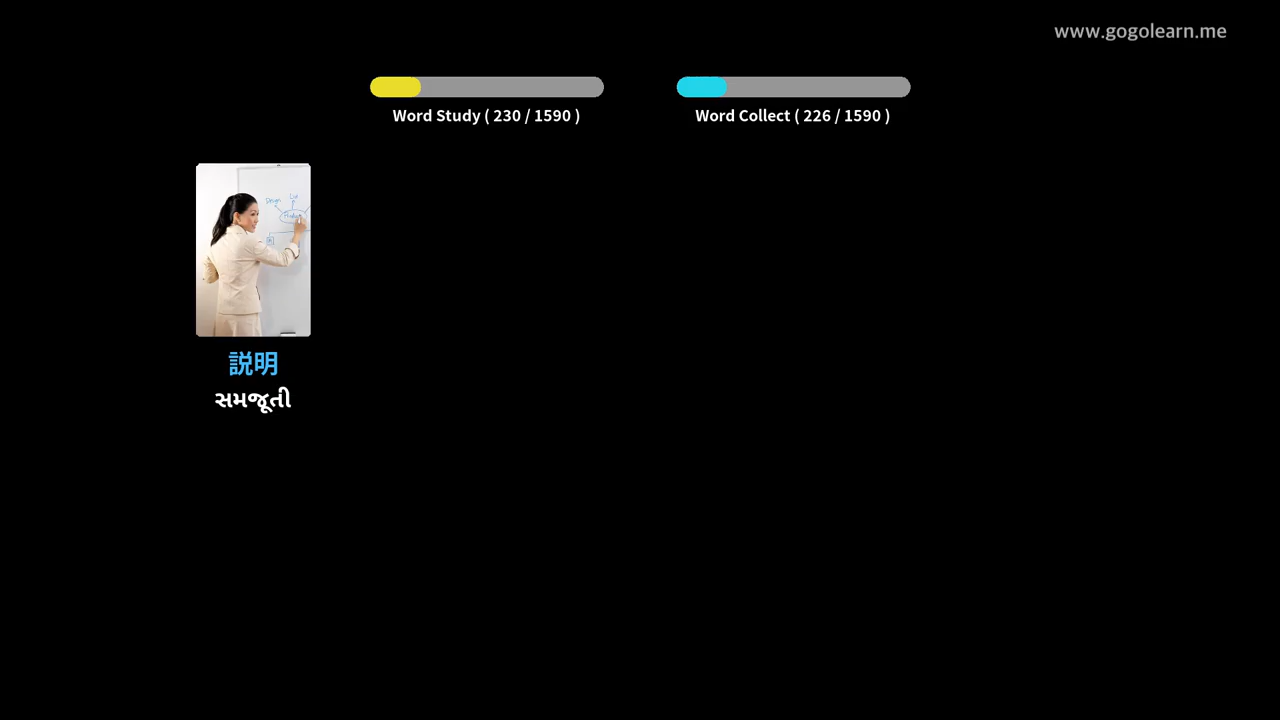 www.gogolearn.me
Word Study ( 230 / 1590 )
Word Collect ( 226 / 1590 )
説明
સમજૂતી